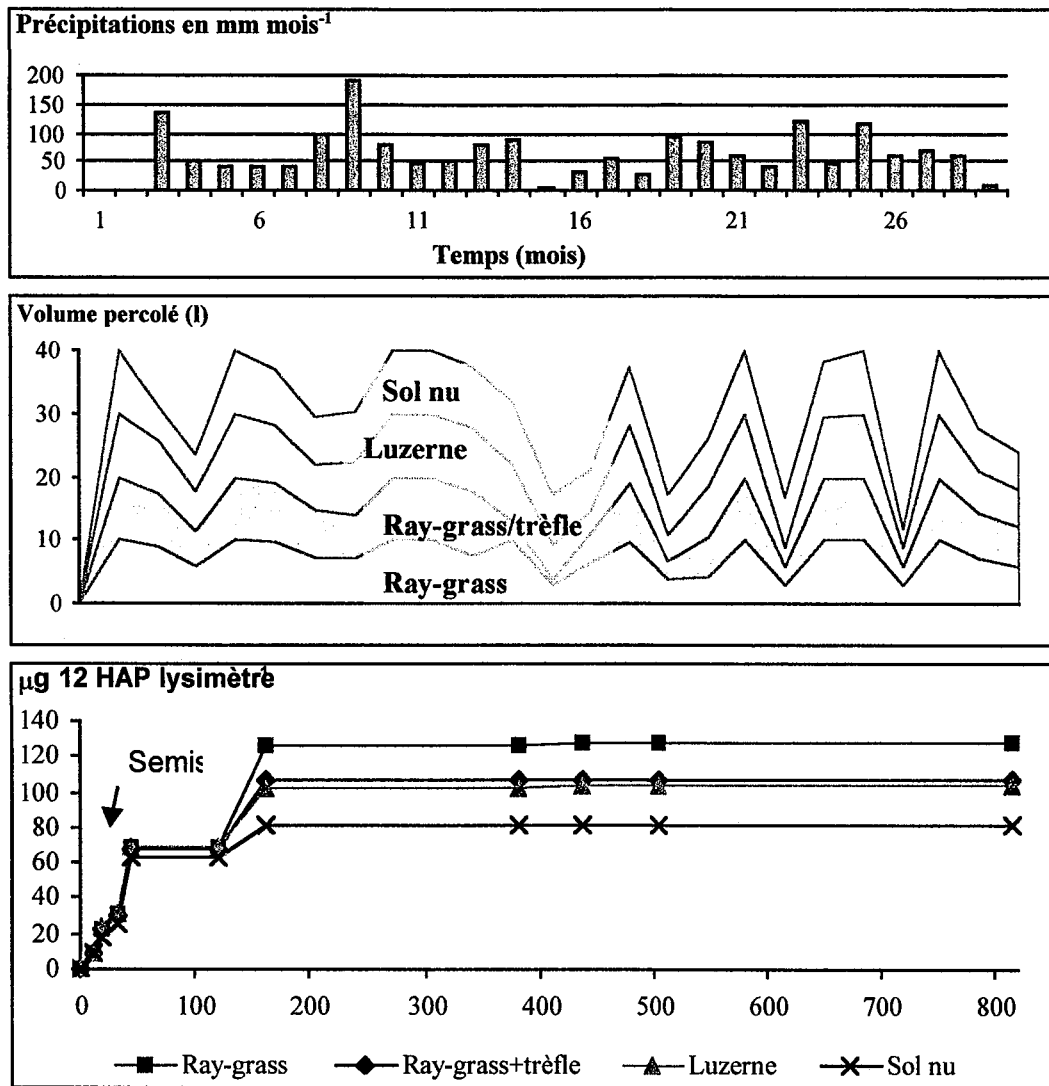 Précipitations en mm mois-1
200
150
100
50
0
1 6 11 16 21 26
Temps (mois)
Volume percolé (l)
40
30
20
10
0
Sol nu
Luzerne
Ray-grass/trèfle
Ray-grass
µg 12 HAP lysimètre
140
120
100
80
60
40
20
0
Semis
0 100 200 300 400 500 600 700 800
Ray-grass Ray-grass+trèfle Luzerne Sol nu